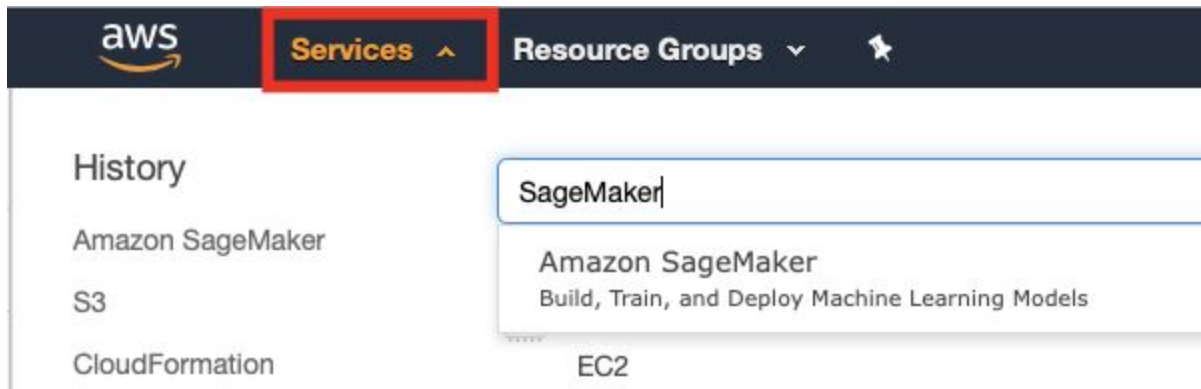 aws Services Resource Groups
History
SageMaker
Amazon SageMaker
Amazon SageMaker
Build, Train, and Deploy Machine Learning Models
S3
CloudFormation
EC2